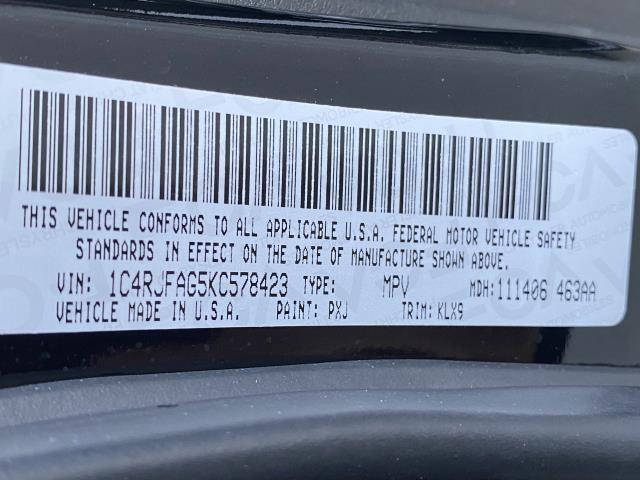 THIS VEHICLE CONFORMS TO ALL APPLICABLE U.S.A. FEDERAL MOTOR VEHICLE SAFETY
STANDARDS IN EFFECT ON THE DATE OF MANUFACTURE SHOWN ABOVE.
VIN: 1C4RJFAG5KC578423 TYPE: MPV MDH:111406 463AA
VEHICLE MADE IN U.S.A. PAINT: PXJ TRIM:KLX9